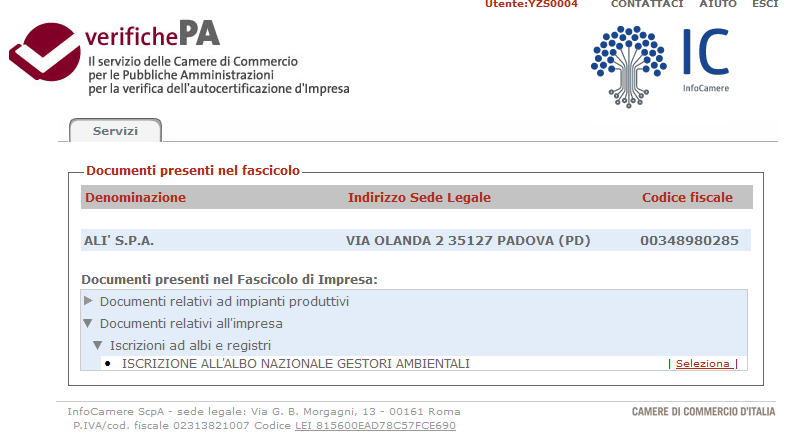 Utente:YZS0004 CONTATTACI AIUTO ESCI
verifichePA
Il servizio delle Camere di Commercio
per le Pubbliche Amministrazioni
per la verifica dell'autocertificazione d'Impresa
IC
InfoCamere
Servizi
Documenti presenti nel fascicolo
Denominazione Indirizzo Sede Legale Codice fiscale
ALI' S.P.A. VIA OLANDA 2 35127 PADOVA (PD) 00348980285
Documenti presenti nel Fascicolo di Impresa:
Documenti relativi ad impianti produttivi
Documenti relativi all'impresa
Iscrizioni ad albi e registri
• ISCRIZIONE ALL'ALBO NAZIONALE GESTORI AMBIENTALI | Seleziona |
InfoCamere ScpA - sede legale: Via G. B. Morgagni, 13 - 00161 Roma
P.IVA/cod. fiscale 02313821007 Codice LEI 815600EAD78C57FCE690
CAMERE DI COMMERCIO D'ITALIA